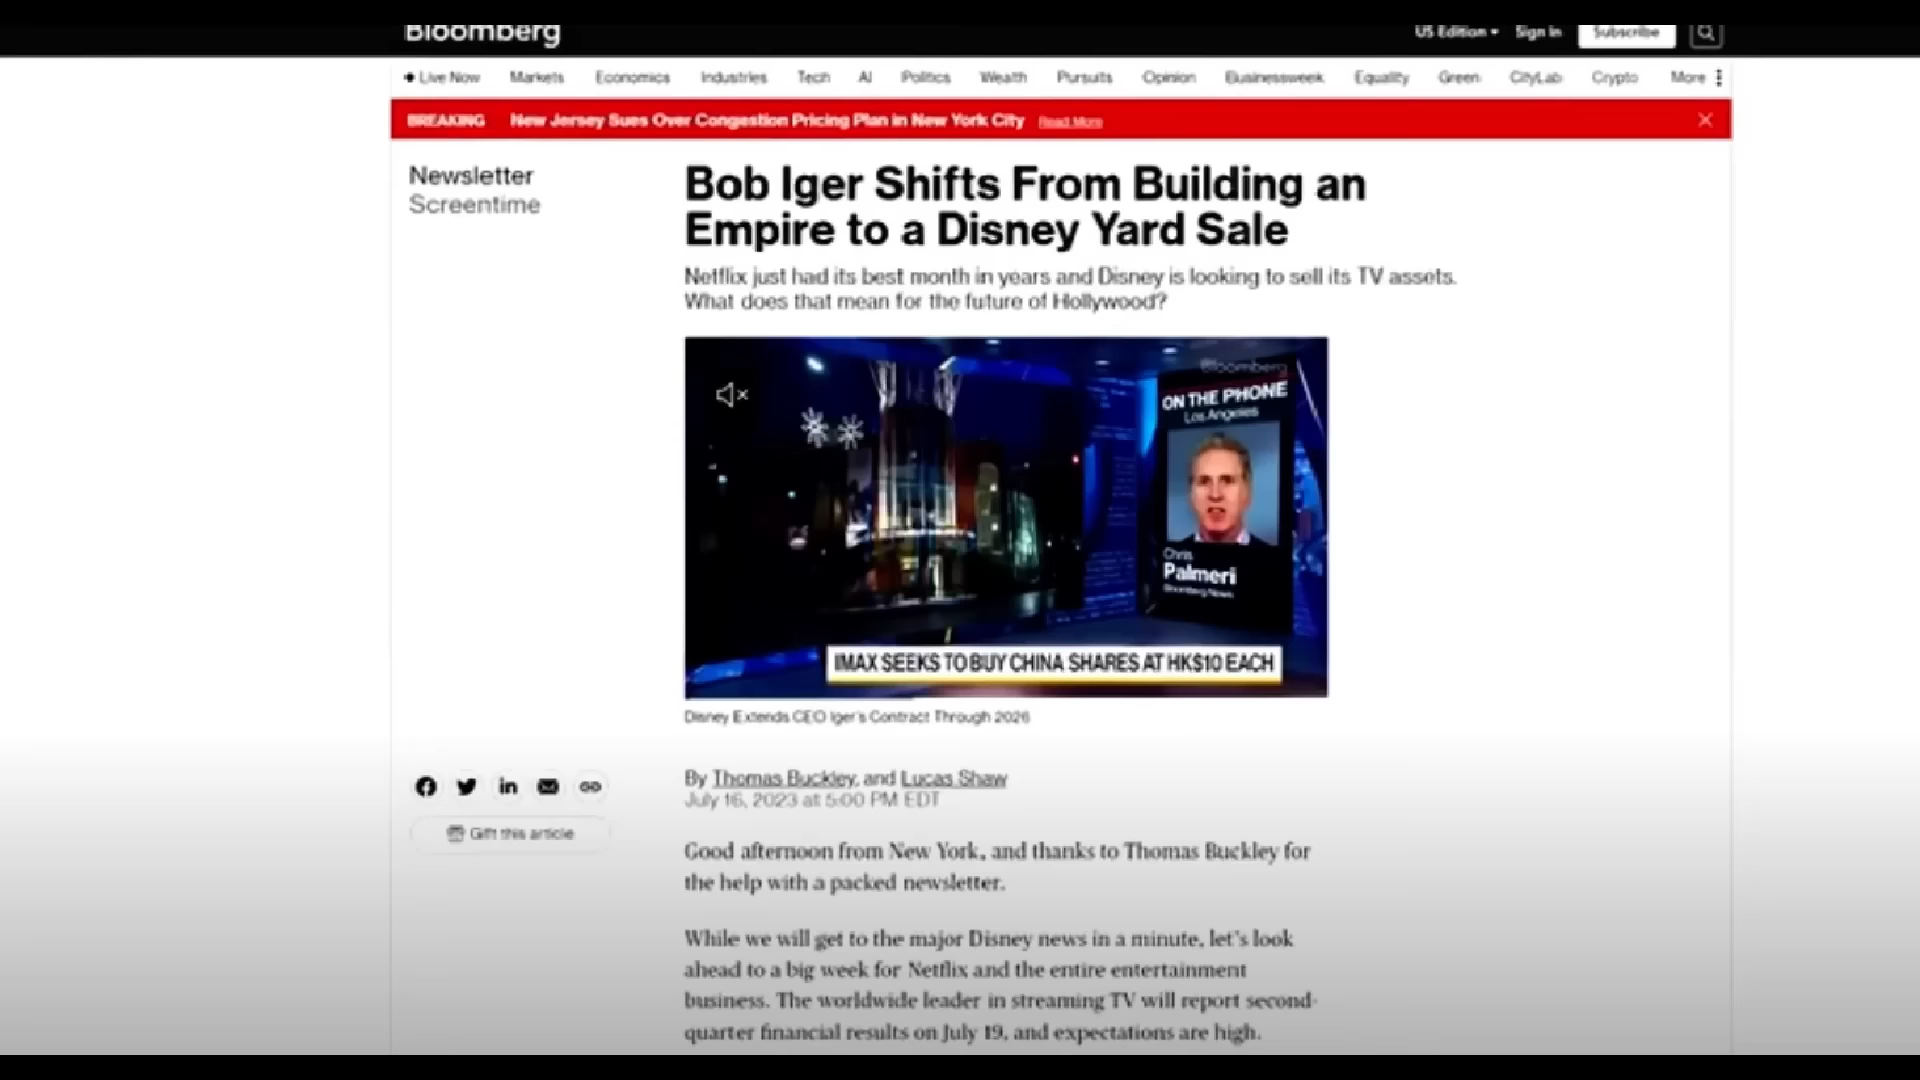 Bloomberg
US Edition Sign In Subscribe
Live Now Markets Economics Industries Tech AI Politics Wealth Pursuits Opinion Businessweek Equality Green CityLab Crypto More
BREAKING New Jersey Sues Over Congestion Pricing Plan in New York City Read More
Newsletter
Screentime
Bob Iger Shifts From Building an
Empire to a Disney Yard Sale
Netflix just had its best month in years and Disney is looking to sell its TV assets.
What does that mean for the future of Hollywood?
Bloomberg
ON THE PHONE
Los Angeles
Chris
Palmeri
Bloomberg News
IMAX SEEKS TO BUY CHINA SHARES AT HK$10 EACH
Disney Extends CEO Iger's Contract Through 2026
By Thomas Buckley, and Lucas Shaw
July 16, 2023 at 5:00 PM EDT
Gift this article
Good afternoon from New York, and thanks to Thomas Buckley for
the help with a packed newsletter.
While we will get to the major Disney news in a minute, let's look
ahead to a big week for Netflix and the entire entertainment
business. The worldwide leader in streaming TV will report second-
quarter financial results on July 19, and expectations are high.